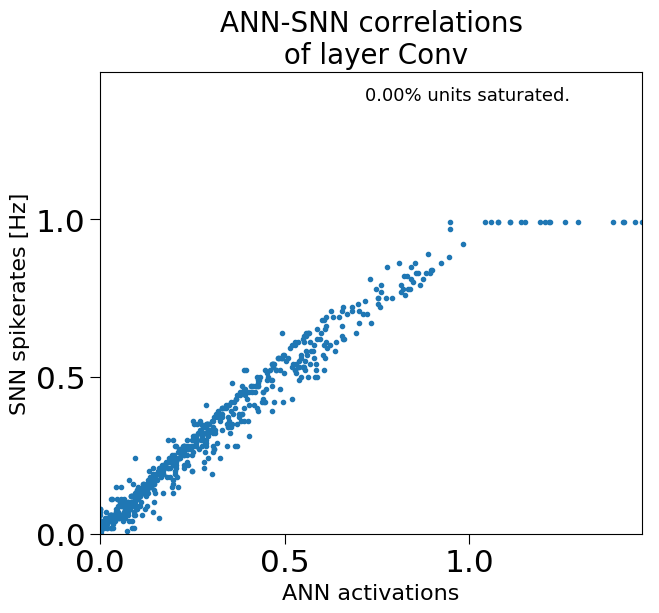 ANN-SNN correlations
of layer Conv
0.00% units saturated.
SNN spikerates [Hz]
1.0
0.5
0.0
0.0 0.5 1.0
ANN activations